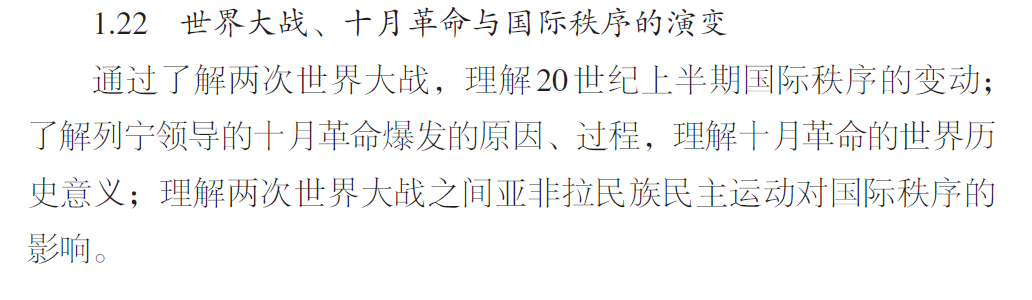 1.22 世界大战、十月革命与国际秩序的演变
通过了解两次世界大战，理解20世纪上半期国际秩序的变动；
了解列宁领导的十月革命爆发的原因、过程，理解十月革命的世界历
史意义；理解两次世界大战之间亚非拉民族民主运动对国际秩序的
影响。